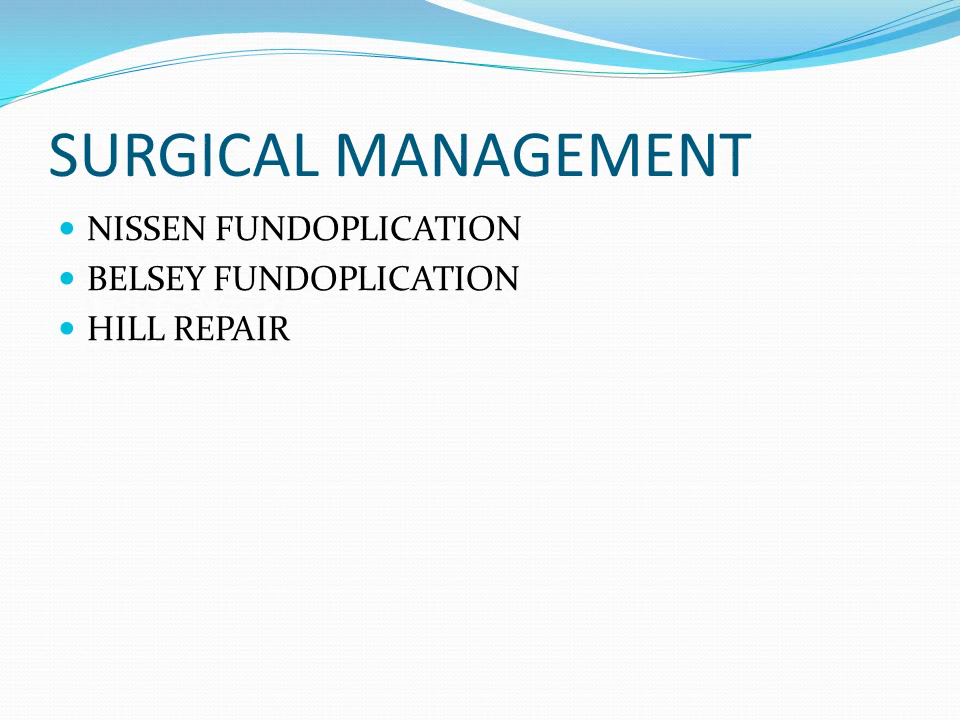 SURGICAL MANAGEMENT
NISSEN FUNDOPLICATION
BELSEY FUNDOPLICATION
HILL REPAIR